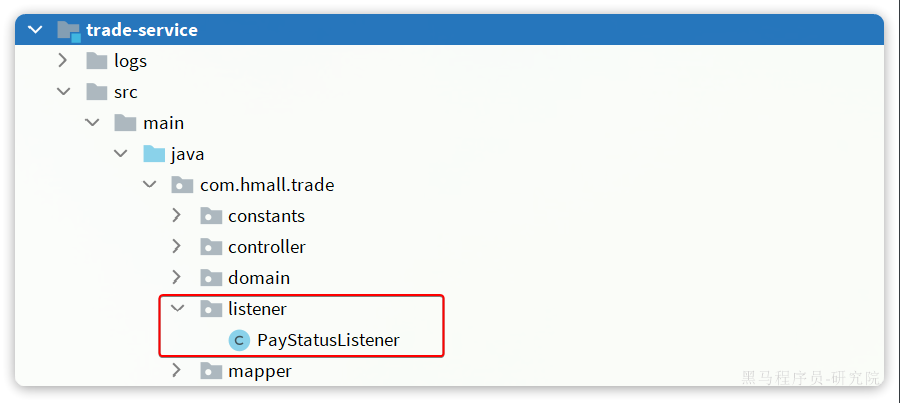 trade-service
logs
src
main
java
com.hmall.trade
constants
controller
domain
listener
C PayStatusListener
mapper
黑马程序员-研究院